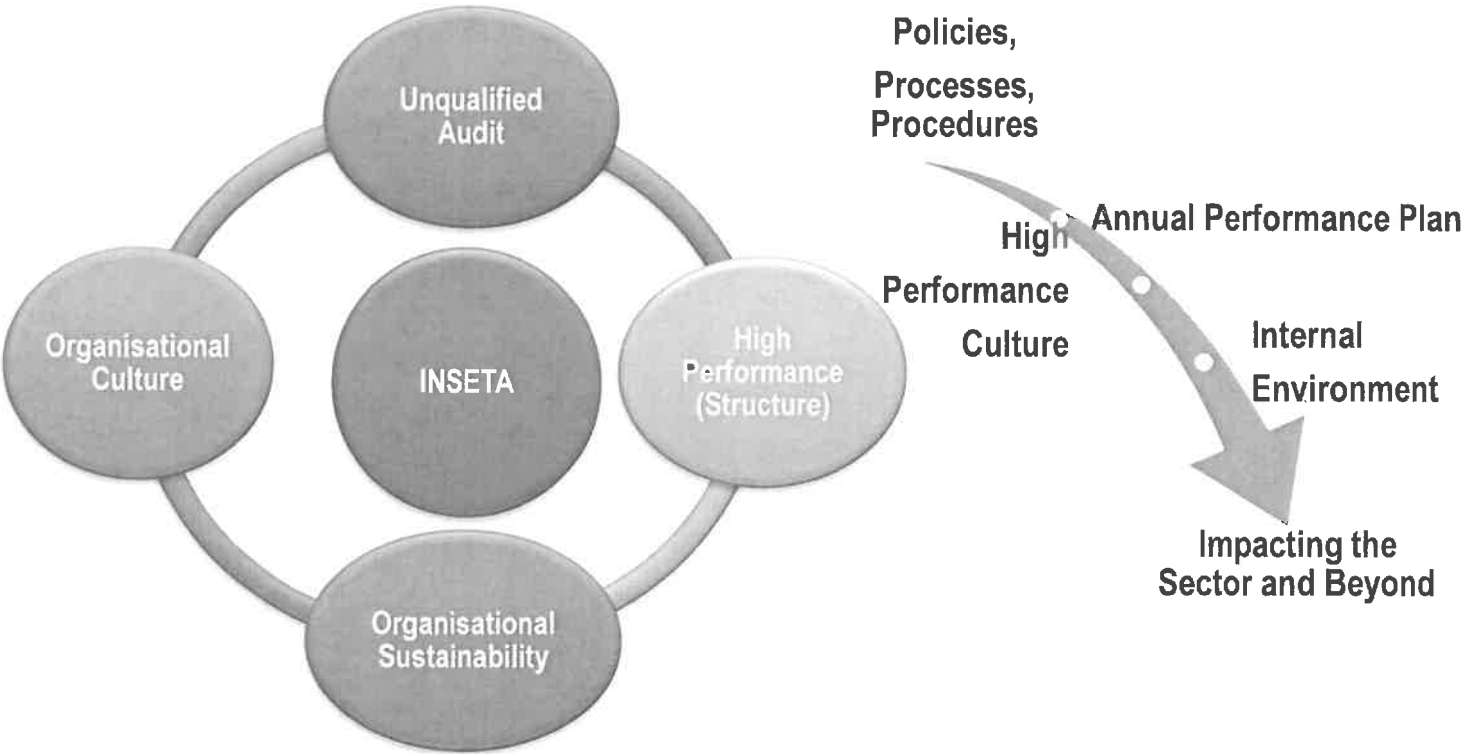 Unqualified
Audit
Organisational
Culture
INSETA
High
Performance
(Structure)
Organisational
Sustainability
Policies,
Processes,
Procedures
Annual Performance Plan
High
Performance
Culture
Internal
Environment
Impacting the
Sector and Beyond